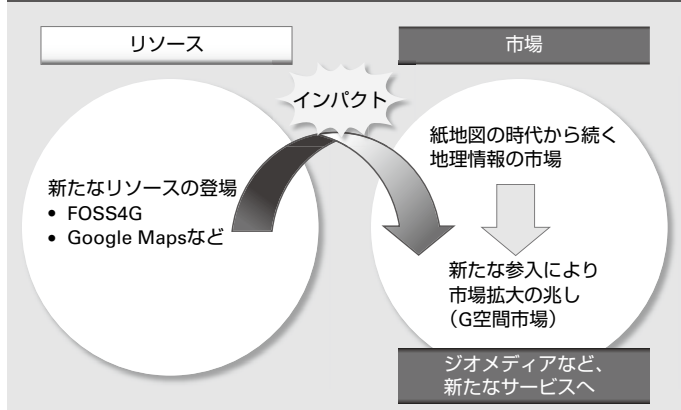 リソース
市場
インパクト
新たなリソースの登場
• FOSS4G
• Google Mapsなど
紙地図の時代から続く
地理情報の市場
新たな参入により
市場拡大の兆し
（G空間市場）
ジオメディアなど、
新たなサービスへ